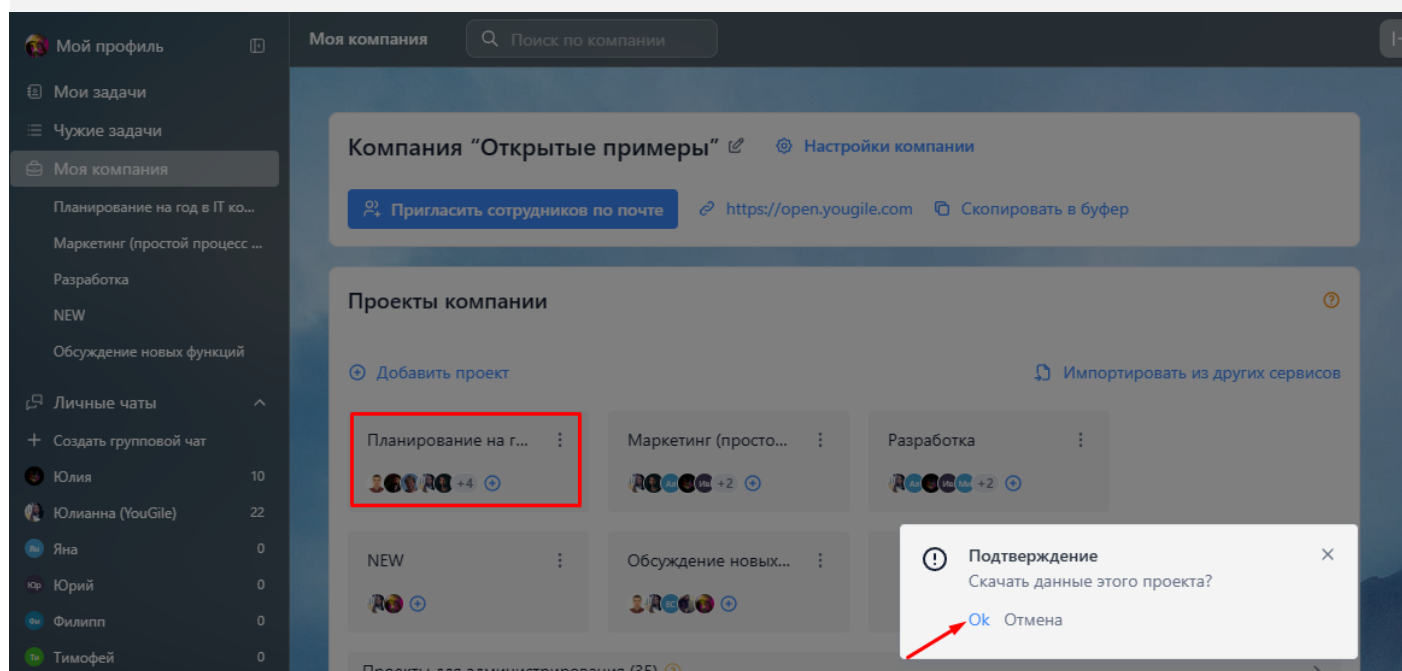 Мой профиль
Моя компания
Поиск по компании
Мои задачи
Чужие задачи
Моя компания
Планирование на год в IT ко...
Маркетинг (простой процесс ...
Разработка
NEW
Обсуждение новых функций
Личные чаты
Создать групповой чат
Юлия 10
Юлианна (YouGile) 22
Яна 0
Юрий 0
Филипп 0
Тимофей 0
Компания “Открытые примеры”
Настройки компании
Пригласить сотрудников по почте
https://open.yougile.com
Скопировать в буфер
Проекты компании
Добавить проект
Импортировать из других сервисов
Планирование на г...
+4
Маркетинг (просто...
+2
Разработка
+2
NEW
Обсуждение новых...
Подтверждение
Скачать данные этого проекта?
Ok Отмена
Проекты для администрирования (35)